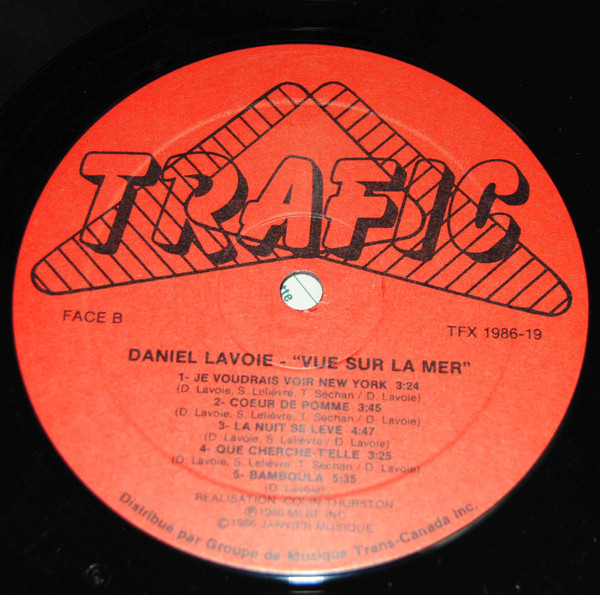 TRAFIC
FACE B
TFX 1986-19
DANIEL LAVOIE - "VUE SUR LA MER"
1- JE VOUDRAIS VOIR NEW YORK 3:24
(D. Lavoie, S. Lelièvre, T. Séchan / D. Lavoie)
2- COEUR DE POMME 3:45
(D. Lavoie, S. Lelièvre, T. Séchan / D. Lavoie)
3- LA NUIT SE LEVE 4:47
(D. Lavoie, S. Lelièvre / D. Lavoie)
4- QUE CHERCHE-T'ELLE 3:25
(D. Lavoie, S. Lelièvre, T. Séchan / D. Lavoie)
5- BAMBOULA 5:35
(D. Lavoie)
RÉALISATION: COLIN THURSTON
Ⓟ1986 MLRF INC.
©1986 JANVIER MUSIQUE
Distribué par Groupe de Musique Trans-Canada Inc.